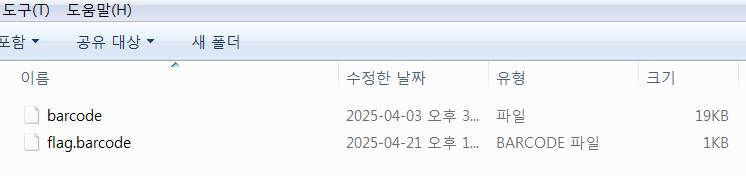 도구(T) 도움말(H)
포함 공유 대상 새 폴더
이름 수정한 날짜 유형 크기
barcode 2025-04-03 오후 3... 파일 19KB
flag.barcode 2025-04-21 오후 1... BARCODE 파일 1KB